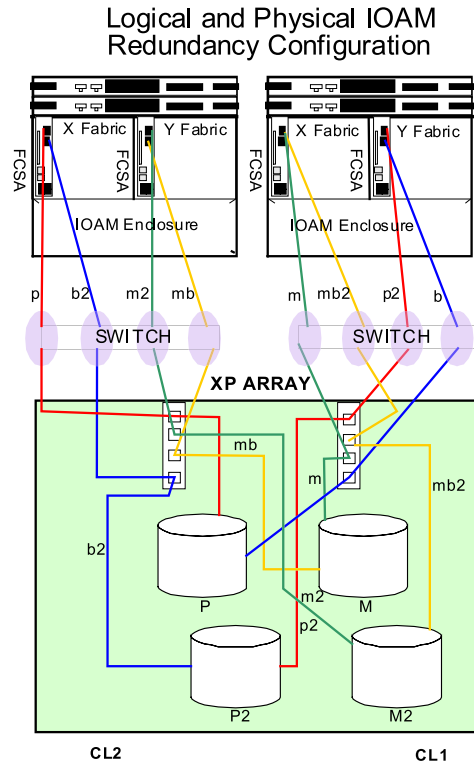 Logical and Physical IOAM
Redundancy Configuration
X Fabric
Y Fabric
X Fabric
Y Fabric
FCSA
FCSA
FCSA
FCSA
IOAM Enclosure
IOAM Enclosure
p
b2
m2
mb
m
mb2
p2
b
SWITCH
SWITCH
XP ARRAY
mb
m
mb2
b2
P
M
m2
p2
P2
M2
CL2
CL1